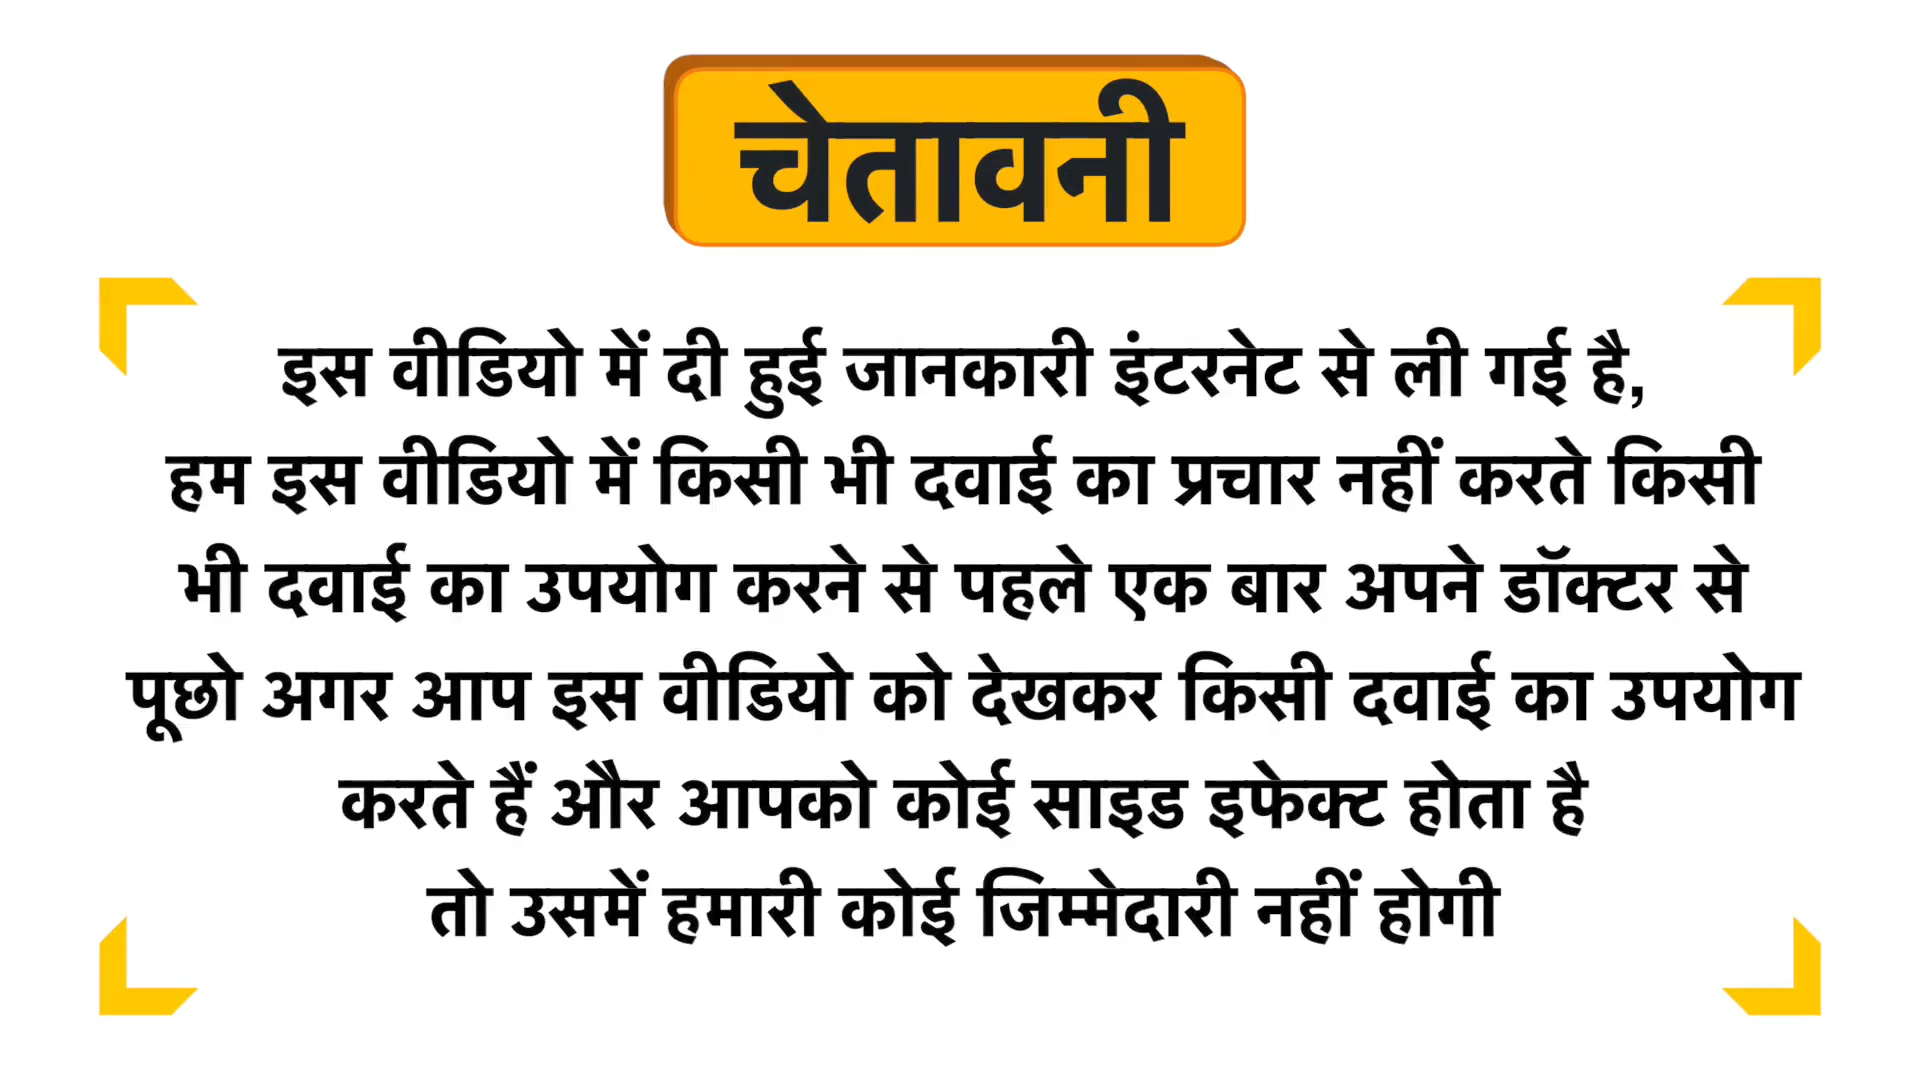 चेतावनी
इस वीडियो में दी हुई जानकारी इंटरनेट से ली गई है,
हम इस वीडियो में किसी भी दवाई का प्रचार नहीं करते किसी
भी दवाई का उपयोग करने से पहले एक बार अपने डॉक्टर से
पूछो अगर आप इस वीडियो को देखकर किसी दवाई का उपयोग
करते हैं और आपको कोई साइड इफेक्ट होता है
तो उसमें हमारी कोई जिम्मेदारी नहीं होगी